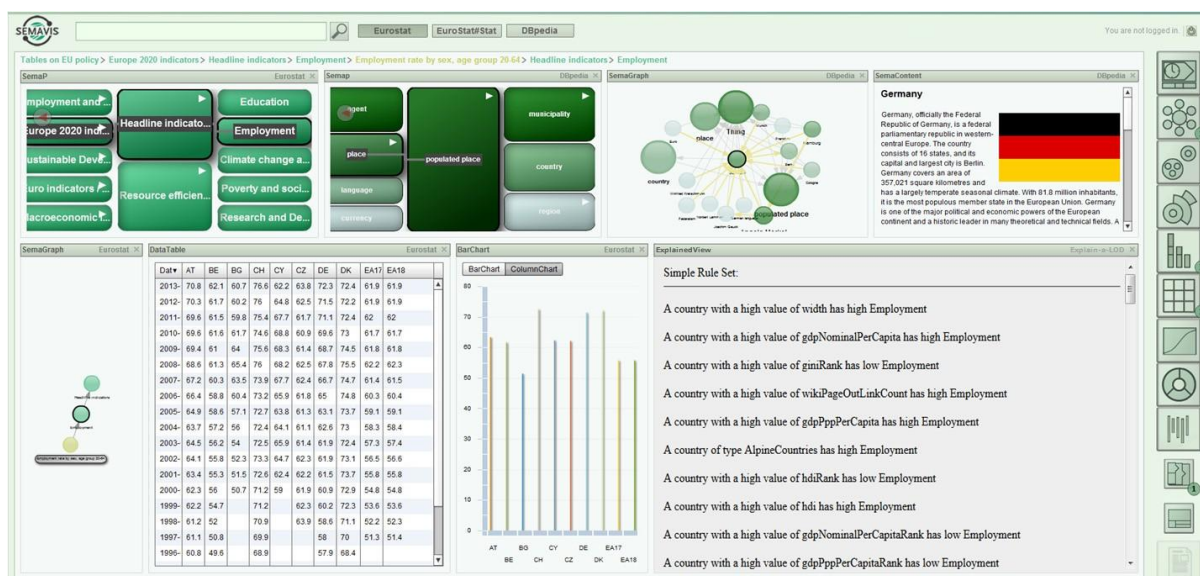 SEMAVIS
Eurostat
EuroStat#Stat
DBpedia
You are not logged in.
Tables on EU policy> Europe 2020 indicators> Headline indicators> Employment> Employment rate by sex, age group 20-64> Headline indicators> Employment
SemaP Eurostat ×
mployment and...
Europe 2020 ind...
ustainable Deve...
uro indicators /...
acroeconomic i...
Headline indicato...
Resource efficien...
Education
Employment
Climate change a...
Poverty and soci...
Research and De...
Semap DBpedia ×
agent
place
language
currency
populated place
municipality
country
region
SemaGraph DBpedia ×
Thing
place
country
populated place
Hamburg
SemaContent DBpedia ×
Germany
Germany, officially the Federal
Republic of Germany, is a federal
parliamentary republic in western-
central Europe. The country
consists of 16 states, and its
capital and largest city is Berlin.
Germany covers an area of
357,021 square kilometres and
has a largely temperate seasonal climate. With 81.8 million inhabitants,
it is the most populous member state in the European Union. Germany
is one of the major political and economic powers of the European
continent and a historic leader in many theoretical and technical fields. A
SemaGraph Eurostat ×
Headline indicators
Employment
Employment rate by sex, age group 20-64
DataTable Eurostat ×
Dat▾ AT BE BG CH CY CZ DE DK EA17 EA18
2013- 70.8 62.1 60.7 76.6 62.2 63.8 72.3 72.4 61.9 61.9
2012- 70.3 61.7 60.2 76 64.8 62.5 71.5 72.2 61.9 61.9
2011- 69.6 61.5 59.8 75.4 67.7 61.7 71.1 72.4 62 62
2010- 69.6 61.6 61.7 74.6 68.8 60.9 69.6 73 61.7 61.7
2009- 69.4 61 64 75.6 68.3 61.4 68.7 74.5 61.8 61.8
2008- 68.6 61.3 65.4 76 68.2 62.5 67.8 75.5 62.2 62.3
2007- 67.2 60.3 63.5 73.9 67.7 62.4 66.7 74.7 61.4 61.5
2006- 66.4 58.8 60.4 73.2 65.9 61.8 65 74.8 60.3 60.4
2005- 64.9 58.6 57.1 72.7 63.8 61.3 63.1 73.7 59.1 59.1
2004- 63.7 57.2 56 72.4 64.1 61.1 62.6 73 58.3 58.4
2003- 64.5 56.2 54 72.5 65.9 61.4 61.9 72.4 57.3 57.4
2002- 64.1 55.8 52.3 73.3 64.7 62.3 61.9 73.1 56.5 56.6
2001- 63.4 55.3 51.5 72.6 62.4 62.2 61.5 73.7 55.8 55.8
2000- 62.3 56 50.7 71.2 59 61.9 60.9 72.9 54.8 54.8
1999- 62.2 54.7 71.2 62.3 60.2 72.3 53.6 53.6
1998- 61.2 52 70.9 63.9 58.6 71.1 52.2 52.3
1997- 61.1 50.8 69.9 58 70 51.3 51.4
1996- 60.8 49.6 68.9 57.9 68.4
BarChart Eurostat ×
BarChart ColumnChart
80
70
60
50
40
30
20
10
0
AT BG CY DE EA17
BE CH CZ DK EA18
ExplainedView Explain-a-LOD ×
Simple Rule Set:
A country with a high value of width has high Employment
A country with a high value of gdpNominalPerCapita has high Employment
A country with a high value of giniRank has low Employment
A country with a high value of wikiPageOutLinkCount has high Employment
A country with a high value of gdpPppPerCapita has high Employment
A country of type AlpineCountries has high Employment
A country with a high value of hdiRank has low Employment
A country with a high value of hdi has high Employment
A country with a high value of gdpNominalPerCapitaRank has low Employment
A country with a high value of gdpPppPerCapitaRank has low Employment
1